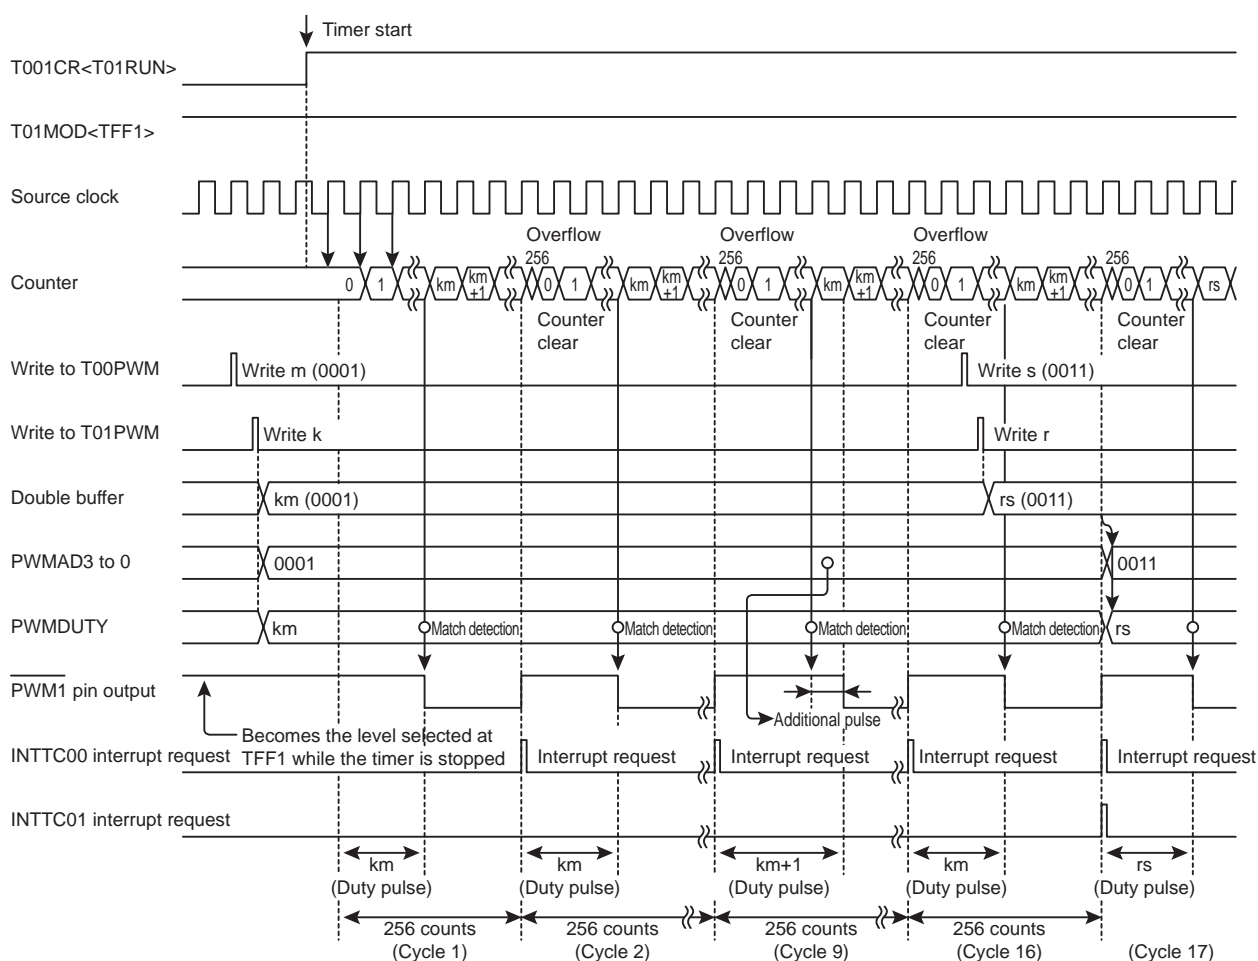 Timer start
T001CR<T01RUN>
T01MOD<TFF1>
Source clock
Overflow Overflow Overflow
256 256 256 256
Counter 0 1 km km+1 0 1 km km+1 0 1 km km+1 0 1 km km+1 0 1 rs
Counter clear Counter clear Counter clear Counter clear
Write to T00PWM Write m (0001) Write s (0011)
Write to T01PWM Write k Write r
Double buffer km (0001) rs (0011)
PWMAD3 to 0 0001 0011
PWMDUTY km Match detection Match detection Match detection Match detection rs
PWM1 pin output
Additional pulse
Becomes the level selected at
TFF1 while the timer is stopped
INTTC00 interrupt request Interrupt request Interrupt request Interrupt request Interrupt request
INTTC01 interrupt request
km km km+1 km rs
(Duty pulse) (Duty pulse) (Duty pulse) (Duty pulse) (Duty pulse)
256 counts 256 counts 256 counts 256 counts
(Cycle 1) (Cycle 2) (Cycle 9) (Cycle 16) (Cycle 17)